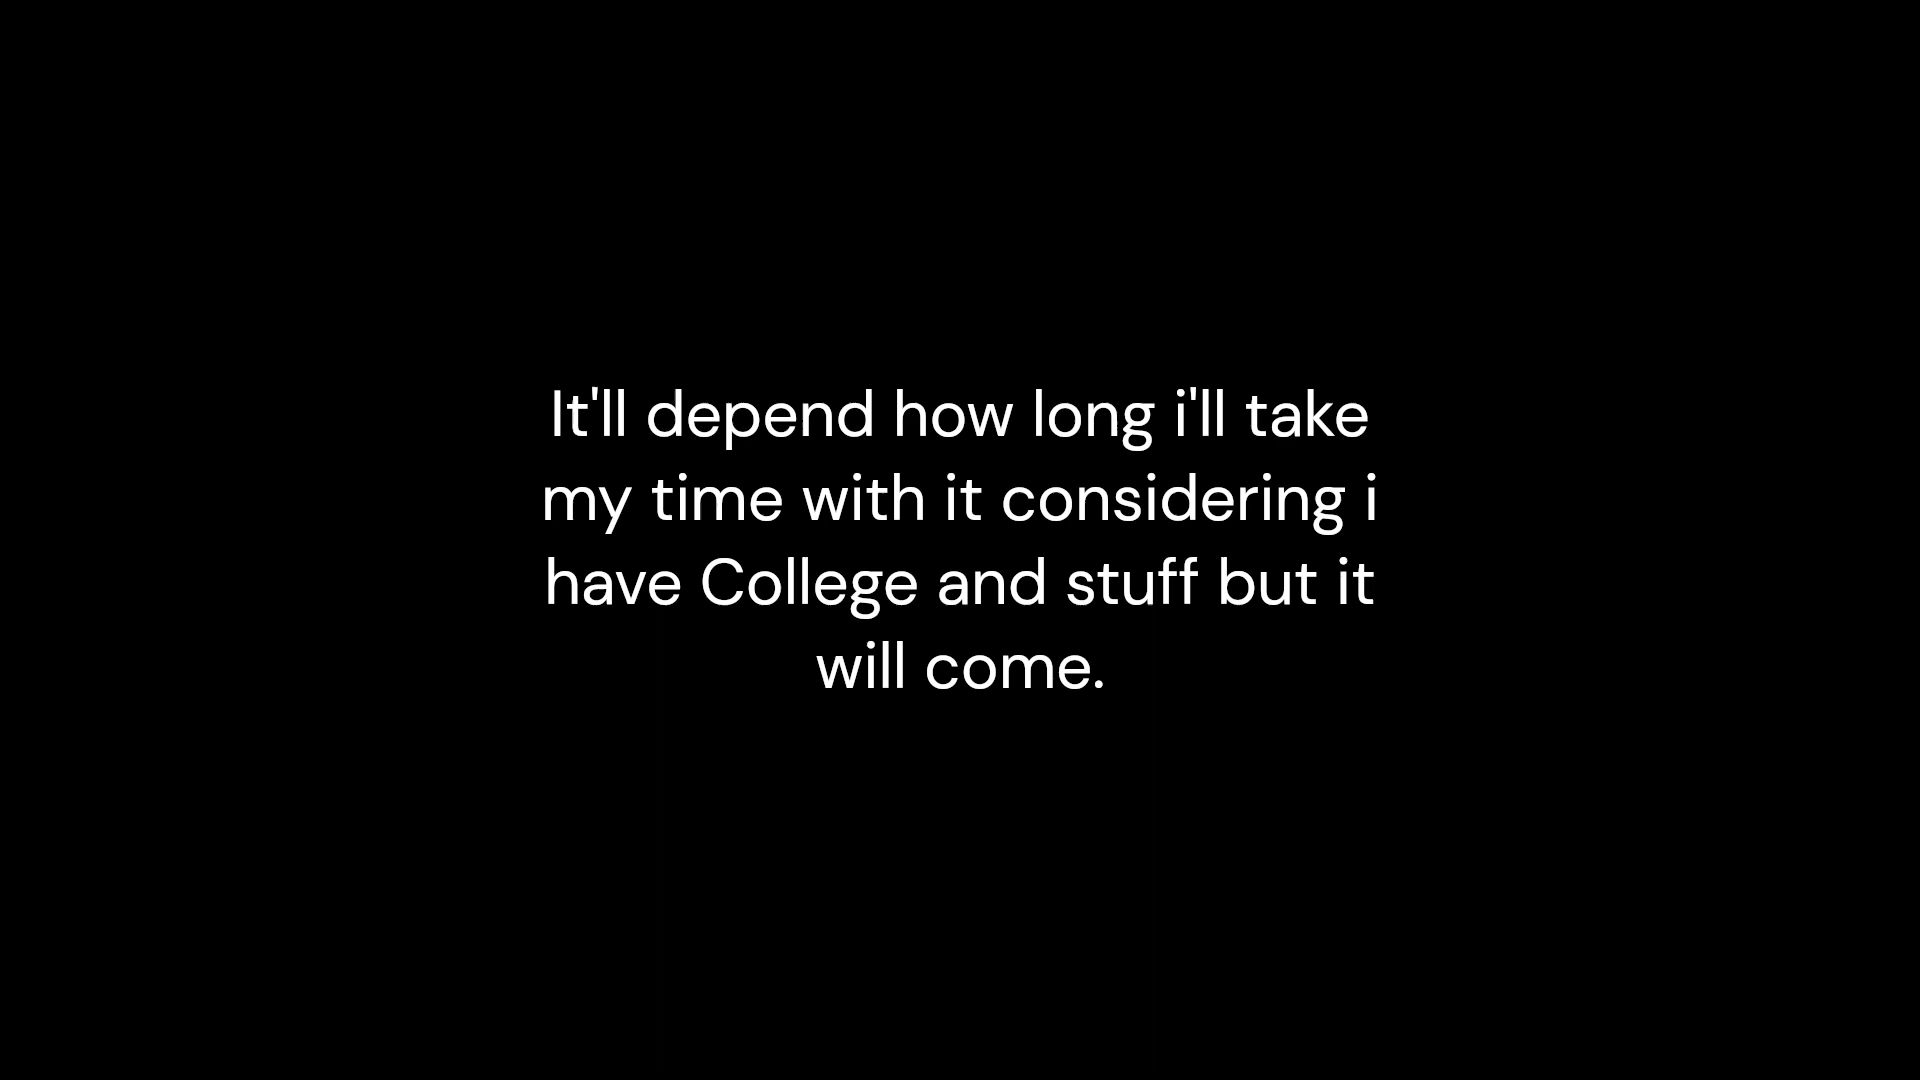 It'll depend how long i'll take
my time with it considering i
have College and stuff but it
will come.